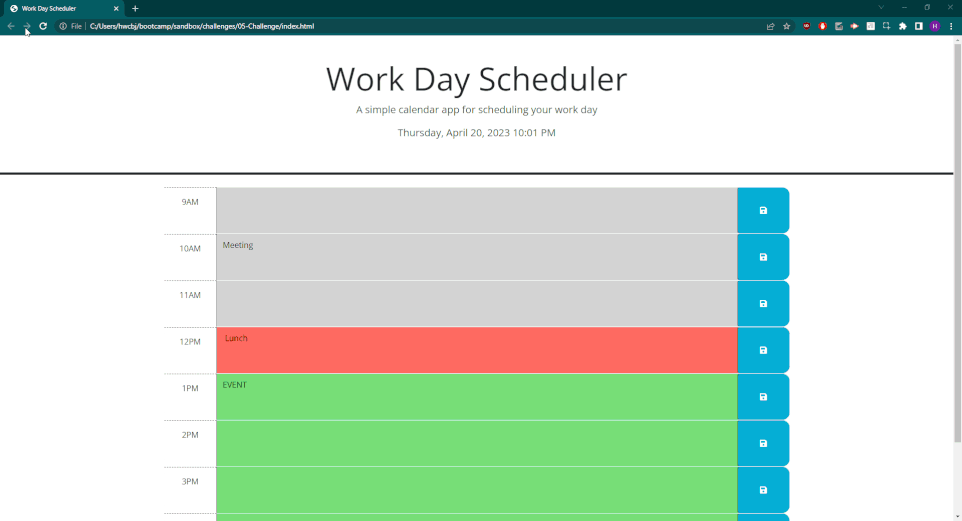 Work Day Scheduler
File
C:/Users/hwcbj/bootcamp/sandbox/challenges/05-Challenge/index.html
H
Work Day Scheduler
A simple calendar app for scheduling your work day
Thursday, April 20, 2023 10:01 PM
9AM
10AM Meeting
11AM
12PM Lunch
1PM EVENT
2PM
3PM